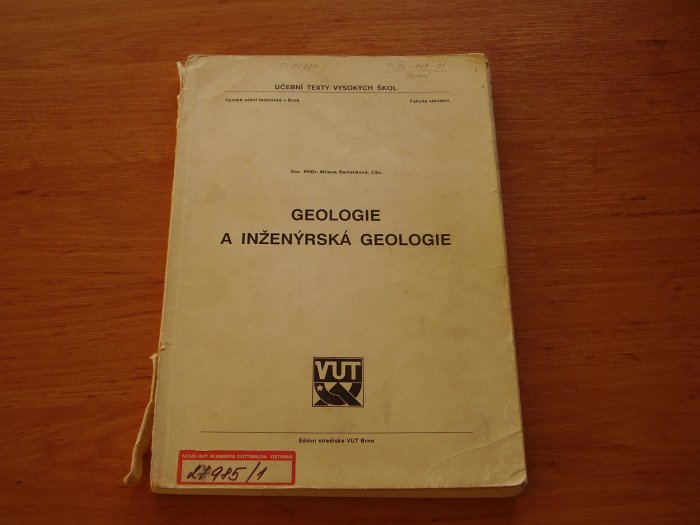 UČEBNÍ TEXTY VYSOKÝCH ŠKOL
Vysoké učení technické v Brně Fakulta stavební
Doc. RNDr. Milena Šamalíková, CSc.
GEOLOGIE
A INŽENÝRSKÁ GEOLOGIE
VUT
Ediční středisko VUT Brno
NOVÁ HUŤ KLEMENTA GOTTWALDA, OSTRAVA
985/1